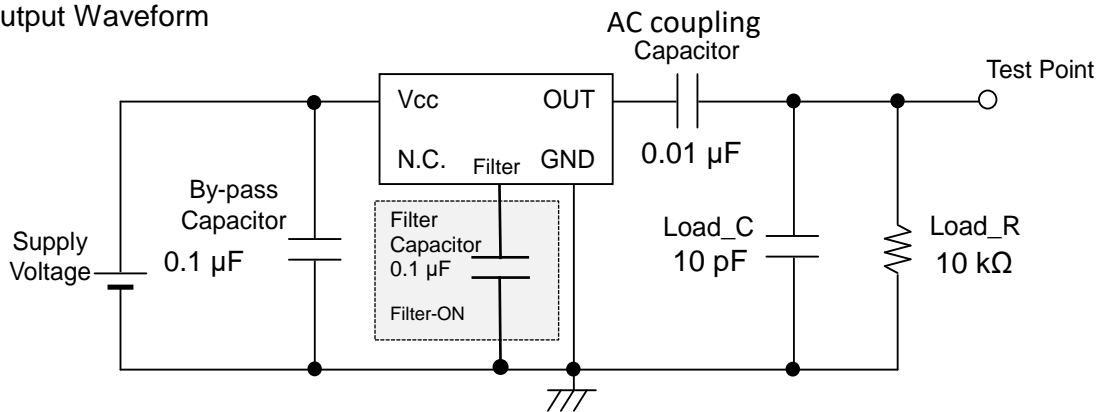 utput Waveform
AC coupling
Capacitor
Test Point
Vcc
OUT
N.C.
Filter
GND
0.01 µF
By-pass
Capacitor
0.1 µF
Supply
Voltage
Filter
Capacitor
0.1 µF
Filter-ON
Load_C
10 pF
Load_R
10 kΩ